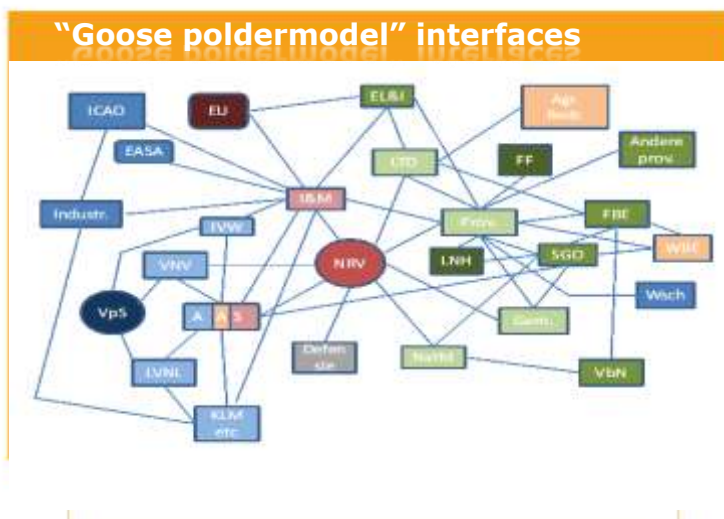 “Goose poldermodel” interfaces
ICAO
EU
EL&I
EASA
FF
Andere
prov.
Industr.
I&M
IVW
Prov.
FBE
VNV
NRV
LNH
SGO
WBE
VpS
A A S
Wsch
Gem.
Defen
sie
LVNL
VbN
KLM
etc